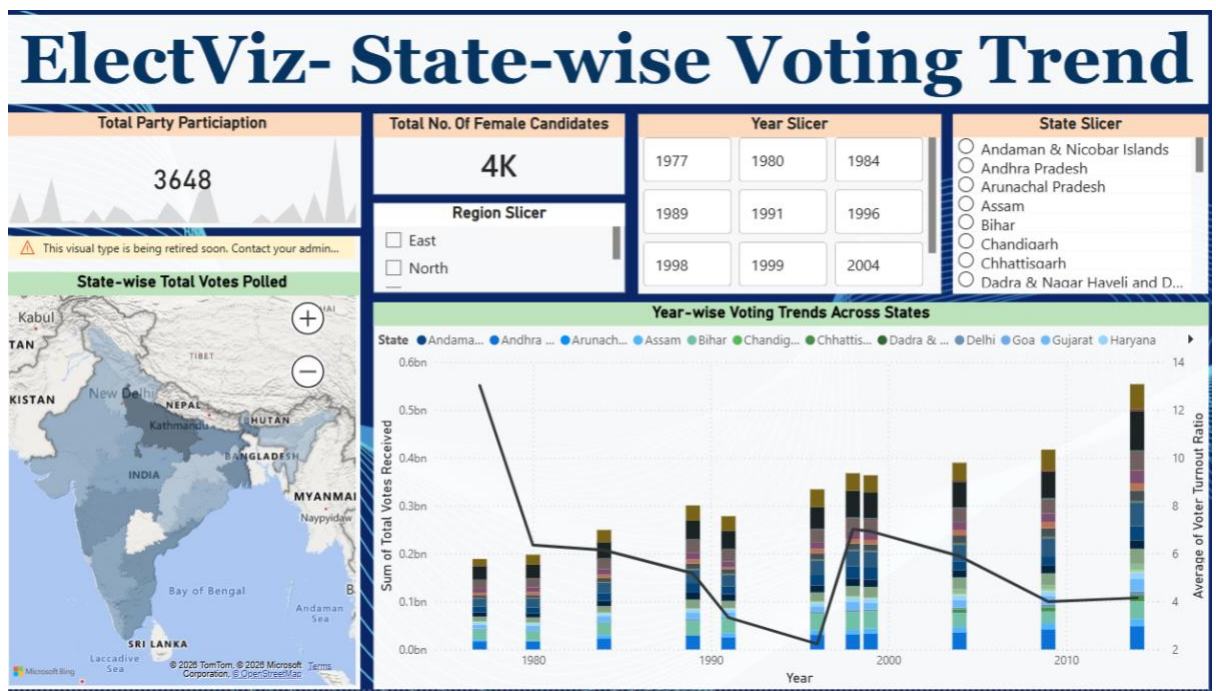 ElectViz- State-wise Voting Trend
Total Party Particiaption
3648
Total No. Of Female Candidates
4K
Region Slicer
East
North
Year Slicer
1977 1980 1984
1989 1991 1996
1998 1999 2004
State Slicer
Andaman & Nicobar Islands
Andhra Pradesh
Arunachal Pradesh
Assam
Bihar
Chandigarh
Chhattisgarh
Dadra & Nagar Haveli and D...
This visual type is being retired soon. Contact your admin...
State-wise Total Votes Polled
Kabul
TAN
KISTAN
TIBET
New Delhi
NEPAL
Kathmandu
BHUTAN
BANGLADESH
INDIA
MYANMAI
Naypyidaw
Bay of Bengal
Andaman
Sea
B
SRI LANKA
Laccadive
Sea
Microsoft Bing
© 2026 TomTom, © 2026 Microsoft Terms
Corporation, © OpenStreetMap
Year-wise Voting Trends Across States
State Andama... Andhra ... Arunach... Assam Bihar Chandig... Chhattis... Dadra & ... Delhi Goa Gujarat Haryana
0.6bn
0.5bn
0.4bn
0.3bn
0.2bn
0.1bn
0.0bn
Sum of Total Votes Received
14
12
10
8
6
4
2
Average of Voter Turnout Ratio
1980 1990 2000 2010
Year